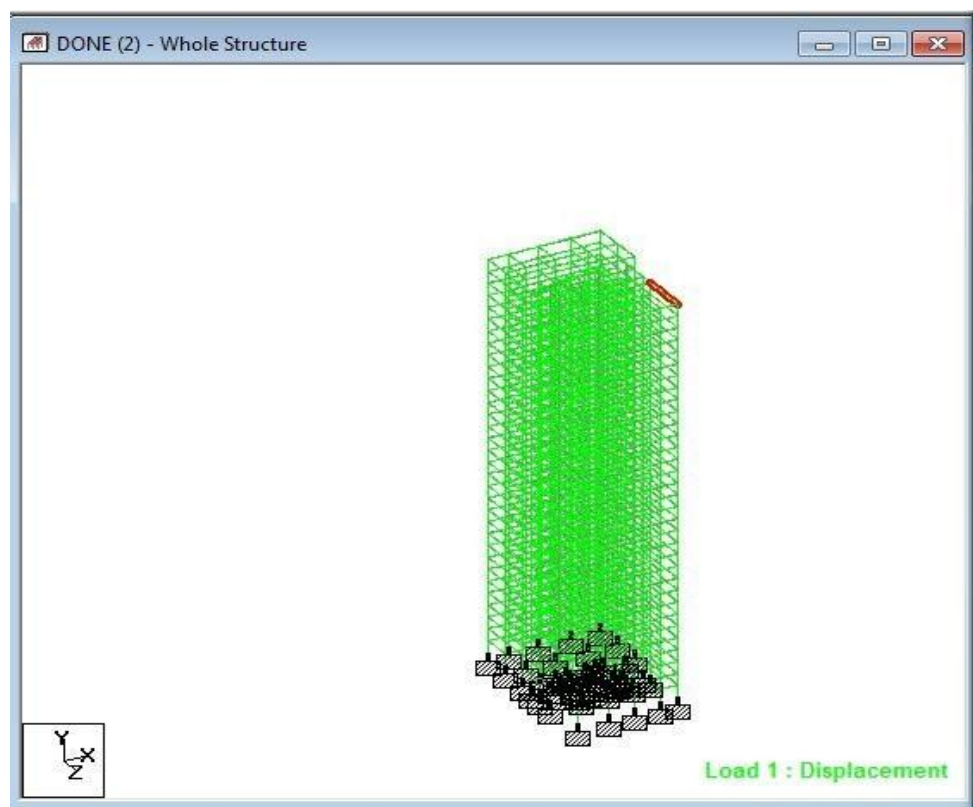 DONE (2) - Whole Structure
Y
X
Z
Load 1 : Displacement